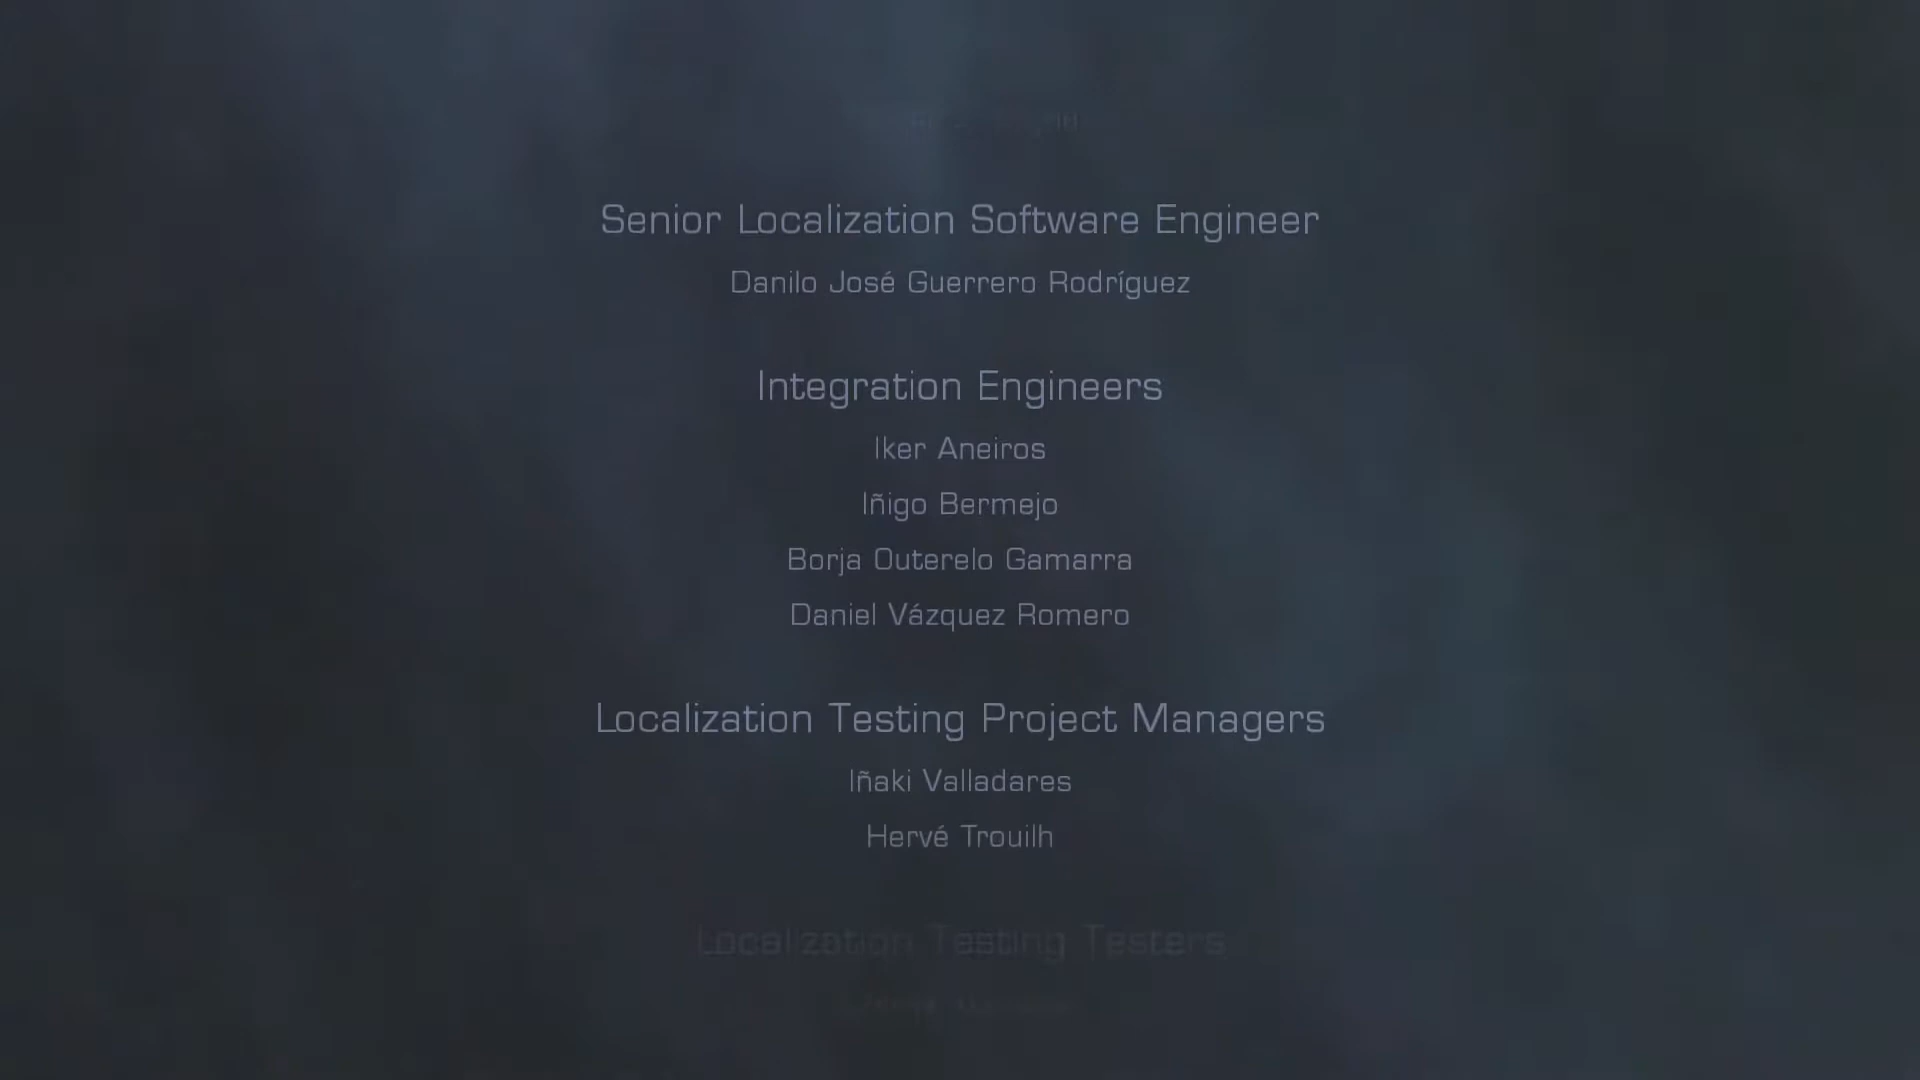 Senior Localization Software Engineer
Danilo José Guerrero Rodríguez
Integration Engineers
Iker Aneiros
Iñigo Bermejo
Borja Outerelo Gamarra
Daniel Vázquez Romero
Localization Testing Project Managers
Iñaki Valladares
Hervé Trouilh
Localization Testing Testers